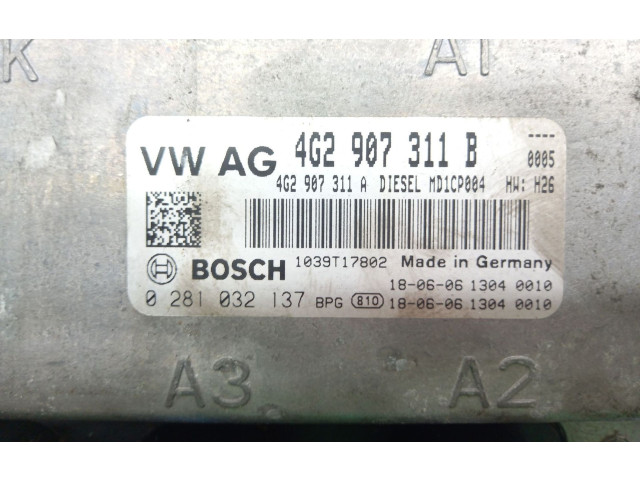 K A1
VW AG 4G2 907 311 B ----
0005
4G2 907 311 A DIESEL MD1CP004 HW: H26
BOSCH 1039T17802 Made in Germany
18-06-06 1304 0010
0 281 032 137 BPG 810 18-06-06 1304 0010
A3 A2